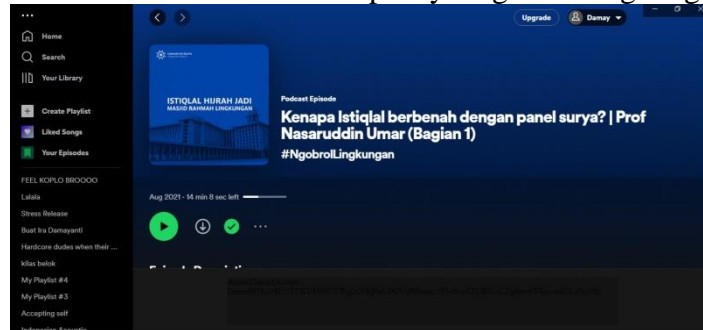 Upgrade
Damay
Home
Search
Your Library
Create Playlist
Liked Songs
Your Episodes
FEEL KOPLO BROOOO
Lalala
Stress Release
Buat Ira Damayanti
Hardcore dudes when their ...
kilas belok
My Playlist #4
My Playlist #3
Accepting self
ISTIQLAL HIJRAH JADI
MASJID RAHMAH LINGKUNGAN
Podcast Episode
Kenapa Istiqlal berbenah dengan panel surya? | Prof
Nasaruddin Umar (Bagian 1)
#NgobrolLingkungan
Aug 2021 · 14 min 8 sec left